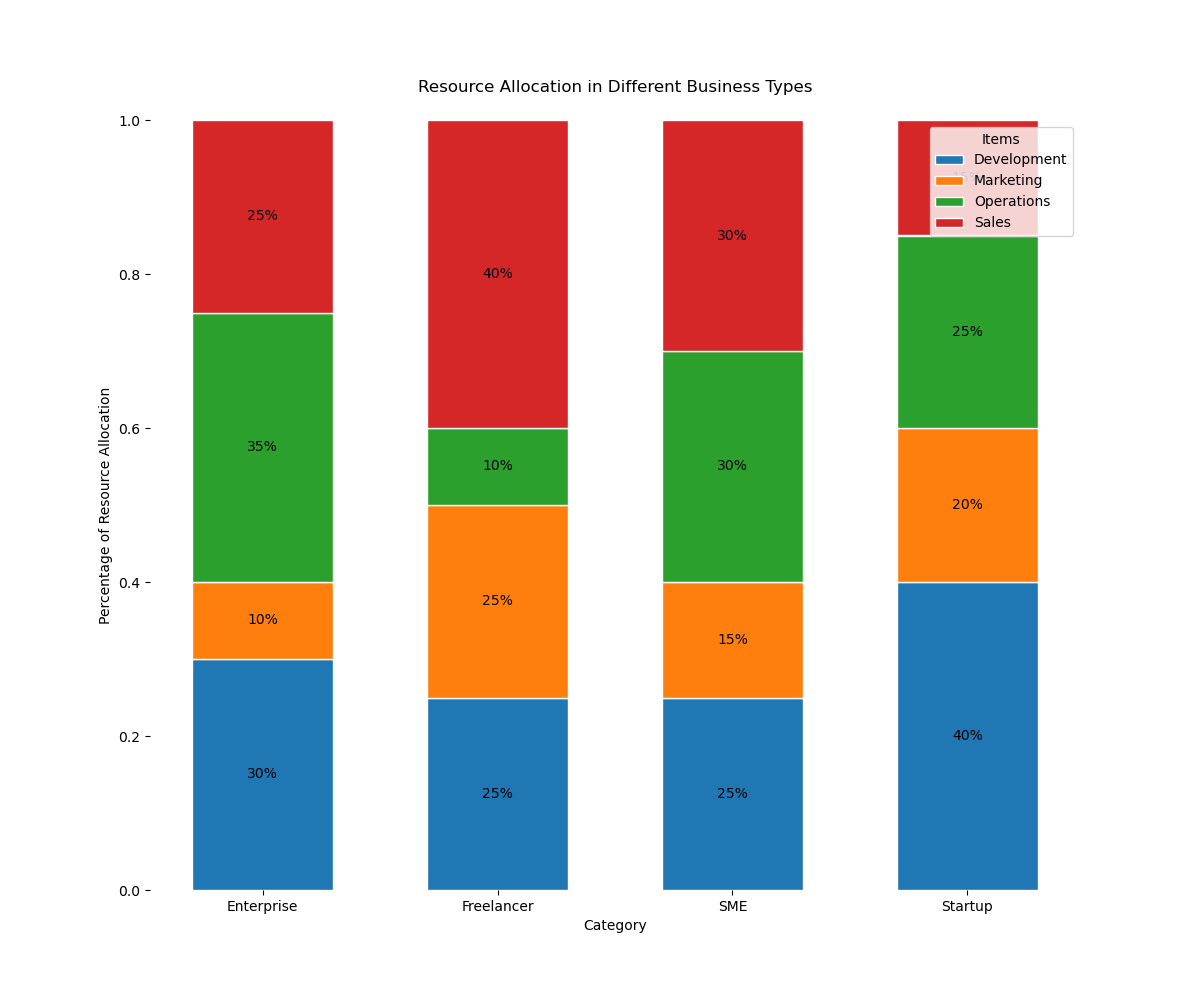 Resource Allocation in Different Business Types
Percentage of Resource Allocation
1.0
0.8
0.6
0.4
0.2
0.0
25%
35%
10%
30%
40%
10%
25%
25%
30%
30%
15%
25%
15%
25%
20%
40%
Items
Development
Marketing
Operations
Sales
Enterprise
Freelancer
SME
Startup
Category